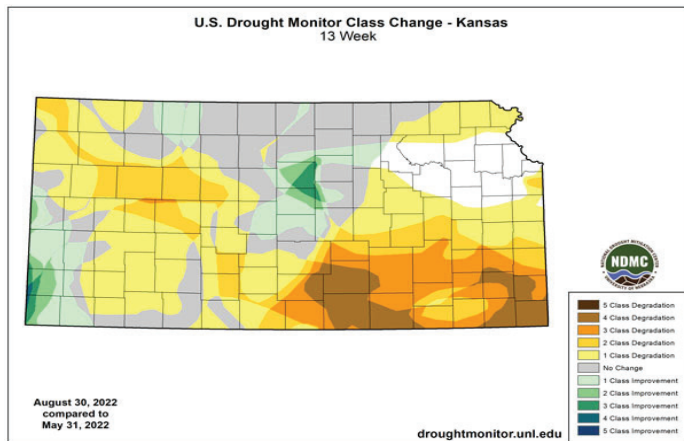 U.S. Drought Monitor Class Change - Kansas
13 Week
NDMC
5 Class Degradation
4 Class Degradation
3 Class Degradation
2 Class Degradation
1 Class Degradation
No Change
1 Class Improvement
2 Class Improvement
3 Class Improvement
4 Class Improvement
5 Class Improvement
August 30, 2022
compared to
May 31, 2022
droughtmonitor.unl.edu